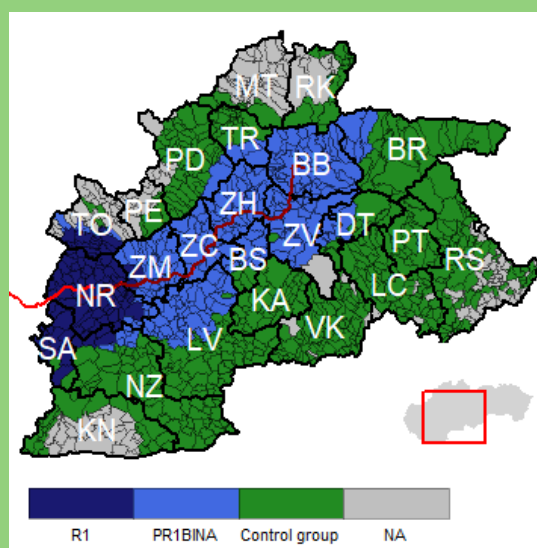 MT RK
TR
PD BB BR
ZH
TO PE DT
ZC ZV PT
ZM BS RS
NR LC
KA
SA LV VK
NZ
KN
R1 PR1BINA Control group NA